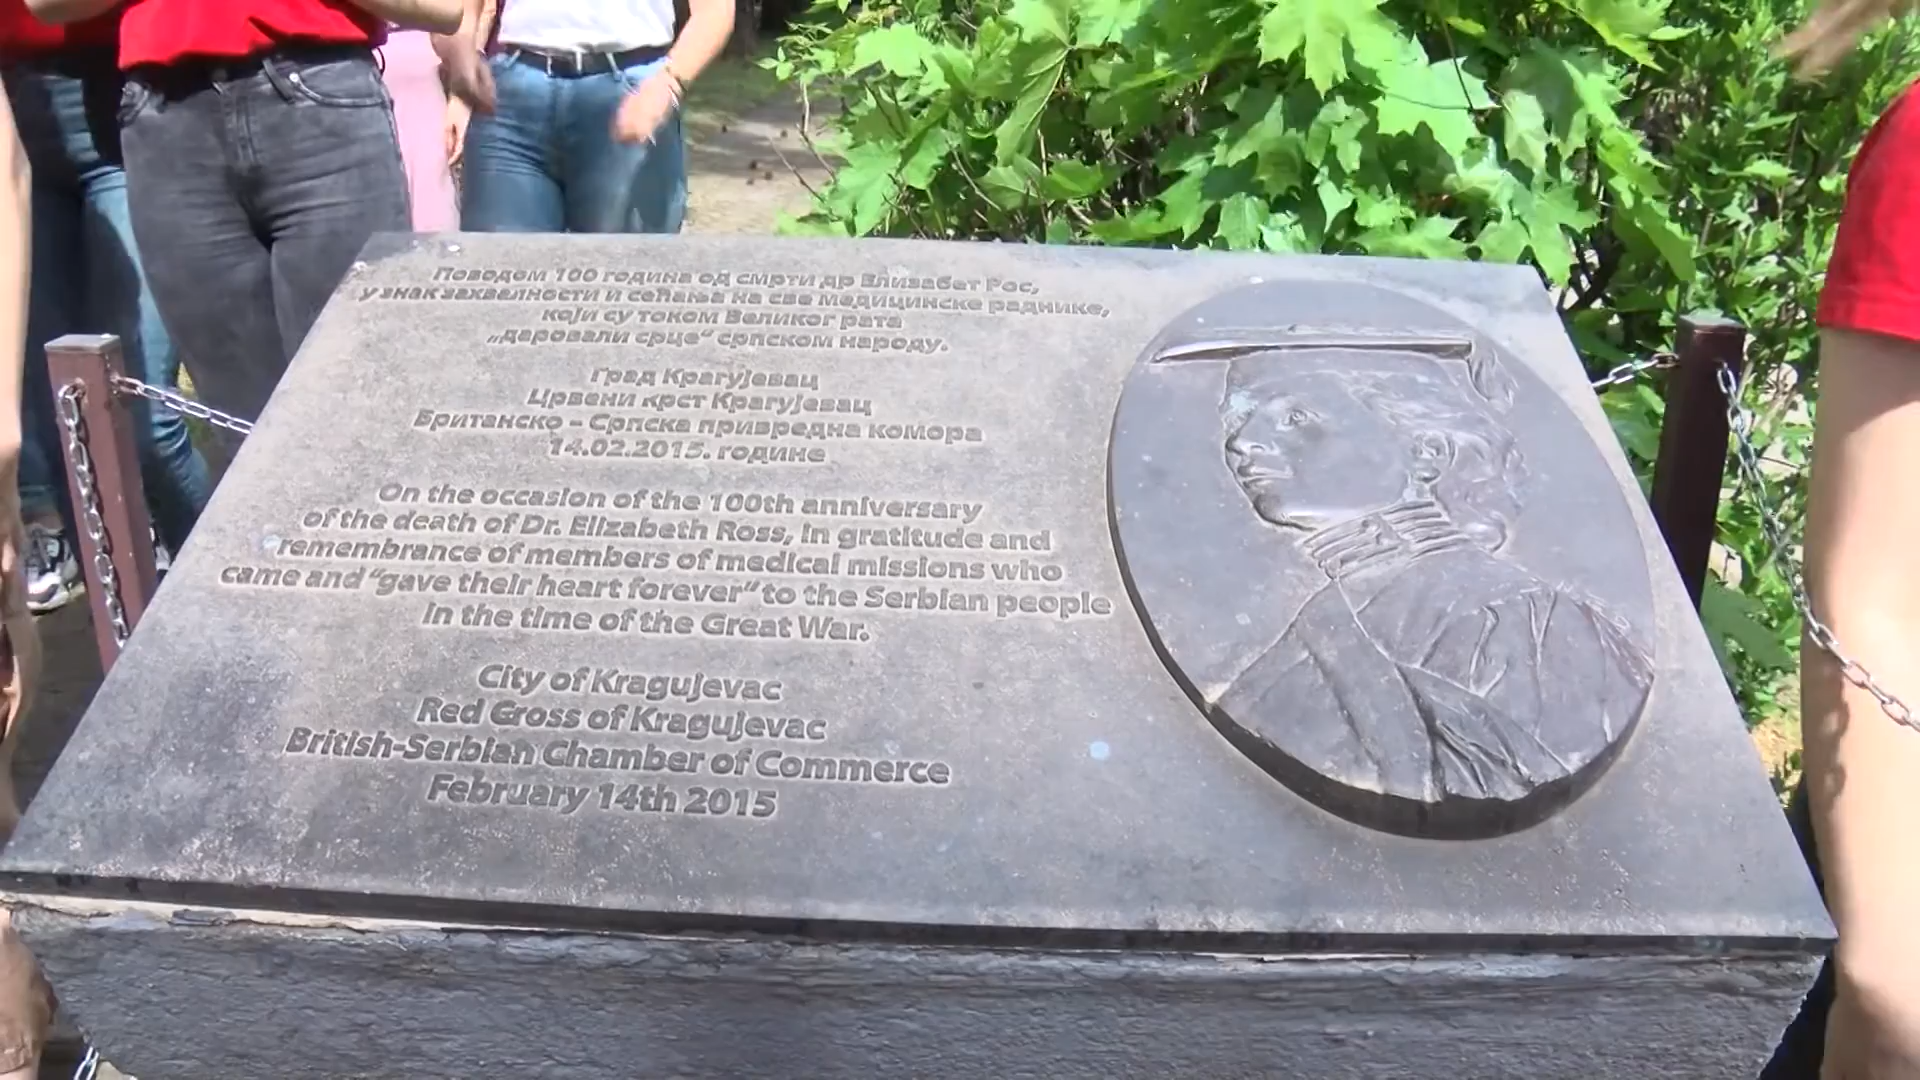 Поводом 100 година од смрти др Елизабет Рос,
у знак захвалности и сећања на све медицинске раднике,
који су током Великог рата
„даровали срце“ српском народу.
Град Крагујевац
Црвени крст Крагујевац
Британско – Српска привредна комора
14.02.2015. године
On the occasion of the 100th anniversary
of the death of Dr. Elizabeth Ross, in gratitude and
remembrance of members of medical missions who
came and “gave their heart forever” to the Serbian people
in the time of the Great War.
City of Kragujevac
Red Cross of Kragujevac
British-Serbian Chamber of Commerce
February 14th 2015